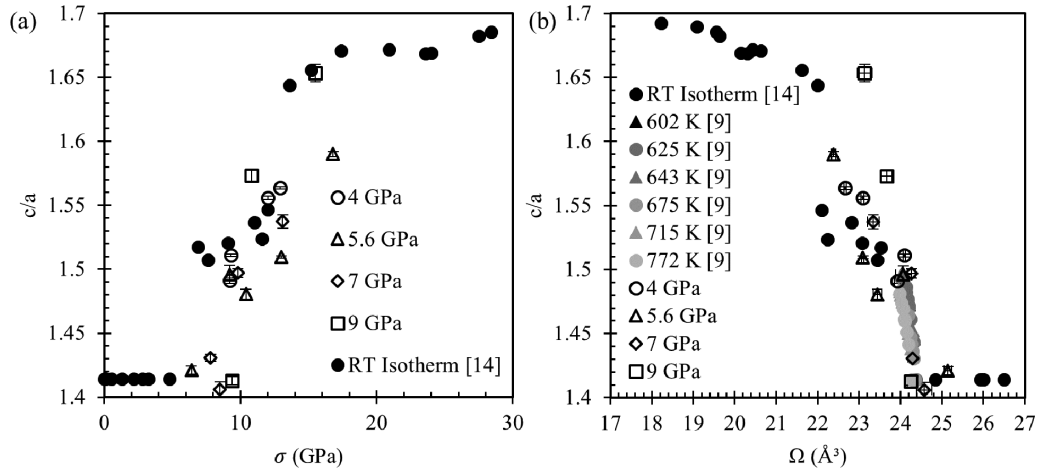 (a)
1.7
1.65
1.6
1.55
1.5
1.45
1.4
c/a
0
10
20
30
σ (GPa)
4 GPa
5.6 GPa
7 GPa
9 GPa
RT Isotherm [14]
(b)
1.7
1.65
1.6
1.55
1.5
1.45
1.4
c/a
17
18
19
20
21
22
23
24
25
26
27
Ω (Å³)
RT Isotherm [14]
602 K [9]
625 K [9]
643 K [9]
675 K [9]
715 K [9]
772 K [9]
4 GPa
5.6 GPa
7 GPa
9 GPa